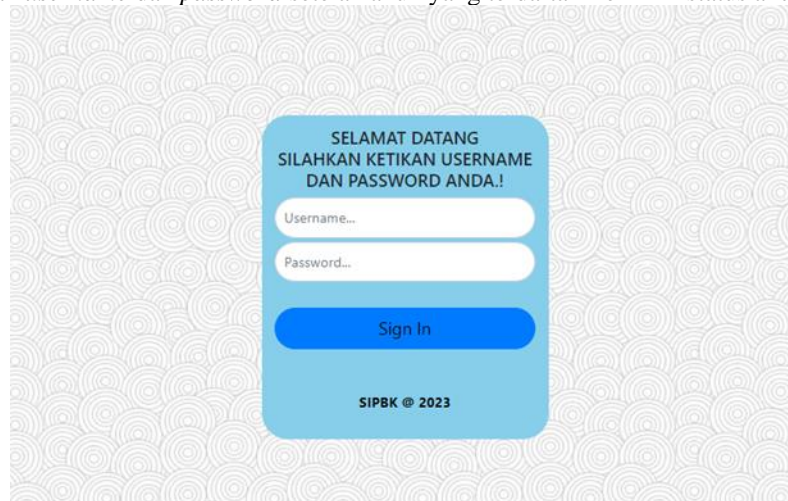 SELAMAT DATANG
SILAHKAN KETIKAN USERNAME
DAN PASSWORD ANDA.!
Username...
Password...
Sign In
SIPBK @ 2023